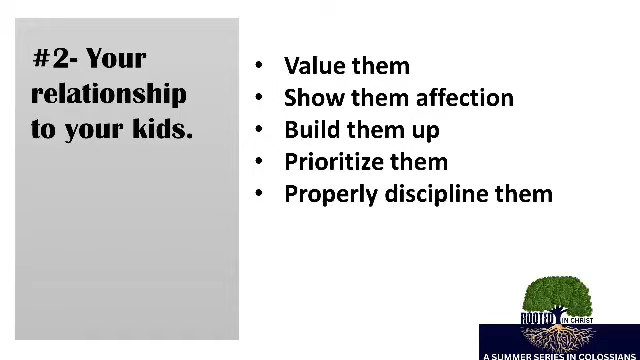 #2- Your
relationship
to your kids.
• Value them
• Show them affection
• Build them up
• Prioritize them
• Properly discipline them
ROOTED IN CHRIST
A SUMMER SERIES IN COLOSSIANS